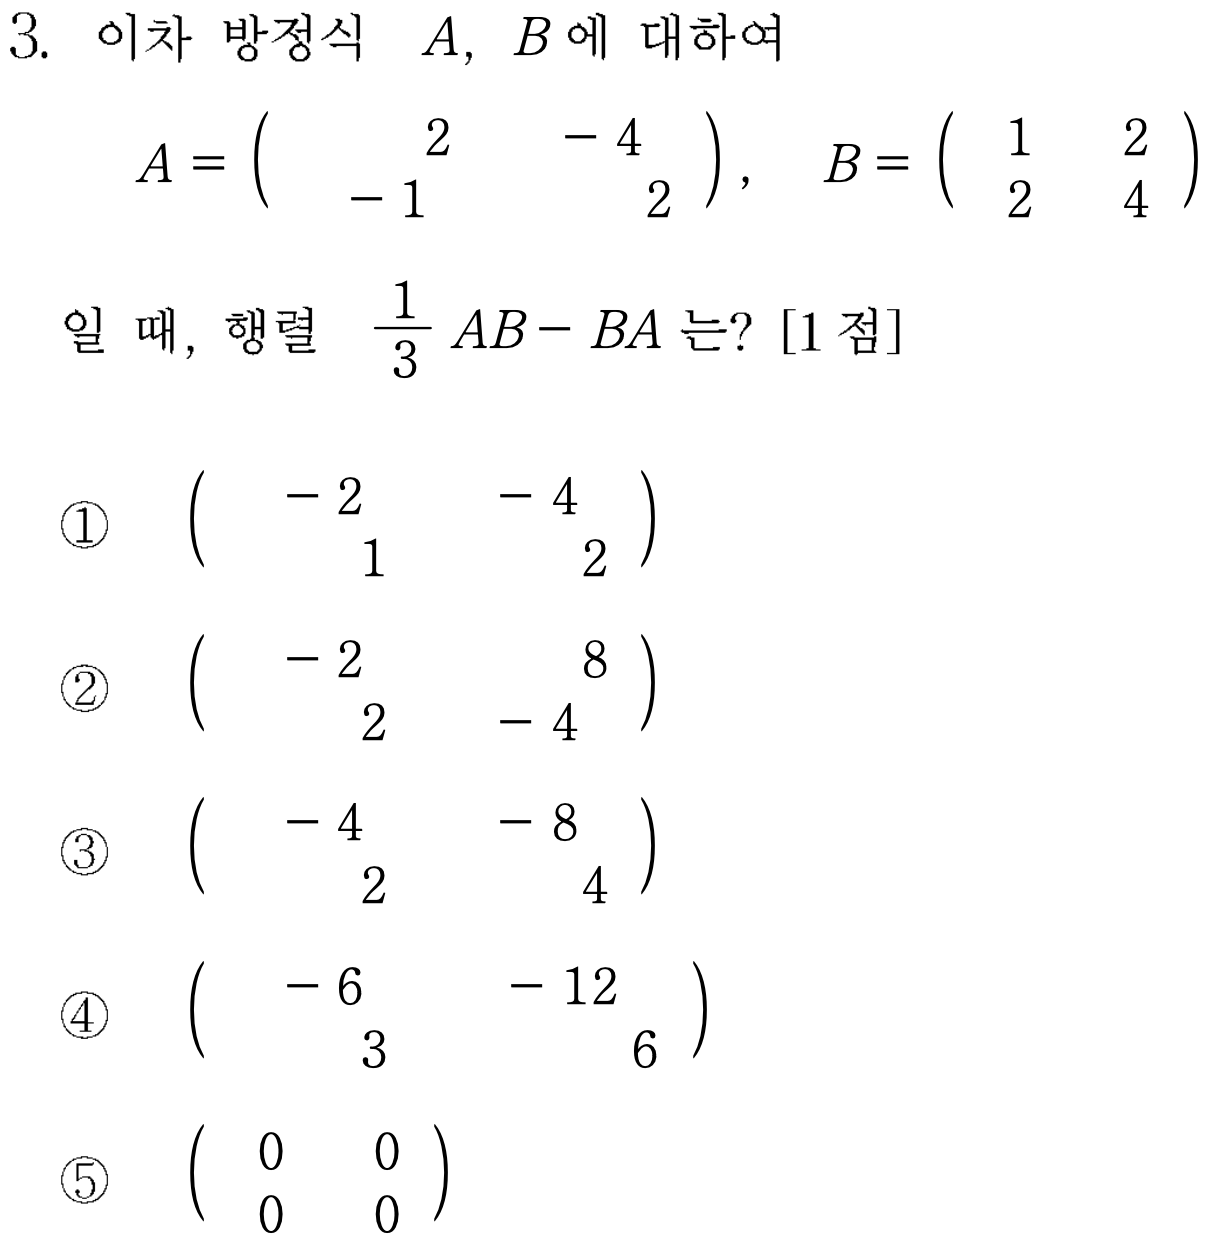 3. 이차 방정식 A, B에 대하여
A = ( 2 −4 ), B = ( 1 2 )
( −1 2 ) ( 2 4 )
일 때, 행렬 1/3 AB − BA 는? [1점]
① ( −2 −4 )
( 1 2 )
② ( −2 8 )
( 2 −4 )
③ ( −4 −8 )
( 2 4 )
④ ( −6 −12 )
( 3 6 )
⑤ ( 0 0 )
( 0 0 )